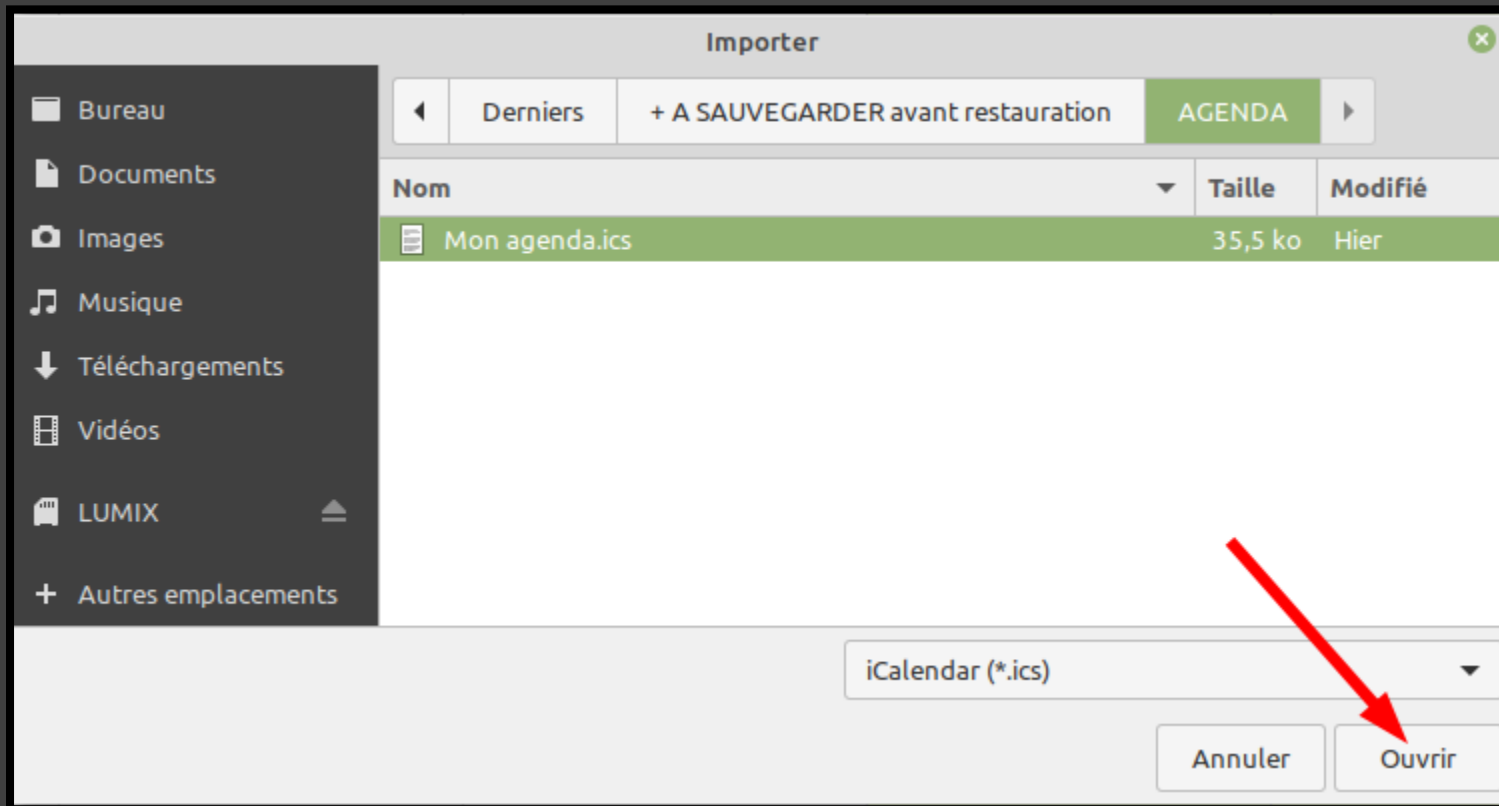 Importer
Bureau
Documents
Images
Musique
Téléchargements
Vidéos
LUMIX
+ Autres emplacements
Derniers + A SAUVEGARDER avant restauration AGENDA
Nom Taille Modifié
Mon agenda.ics 35,5 ko Hier
iCalendar (*.ics)
Annuler Ouvrir